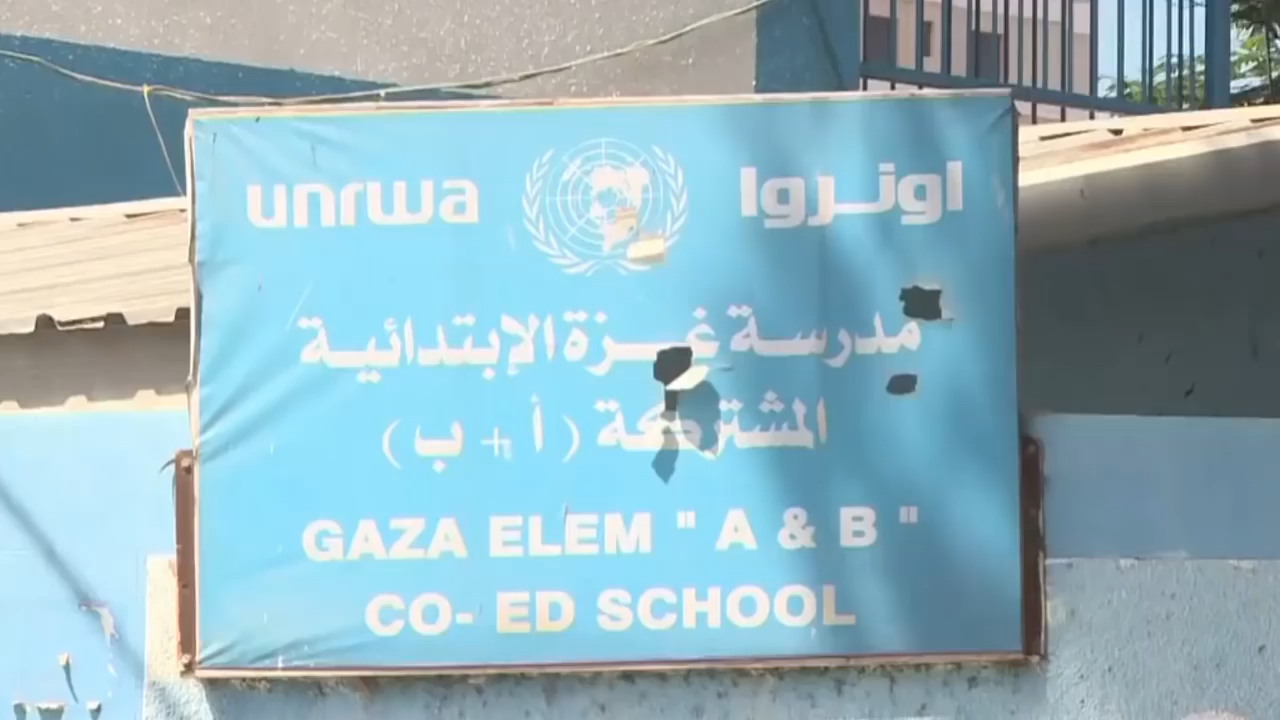 unrwa اونروا
مدرسة غزة الإبتدائية
المشتركة ( أ + ب )
GAZA ELEM " A & B "
CO- ED SCHOOL